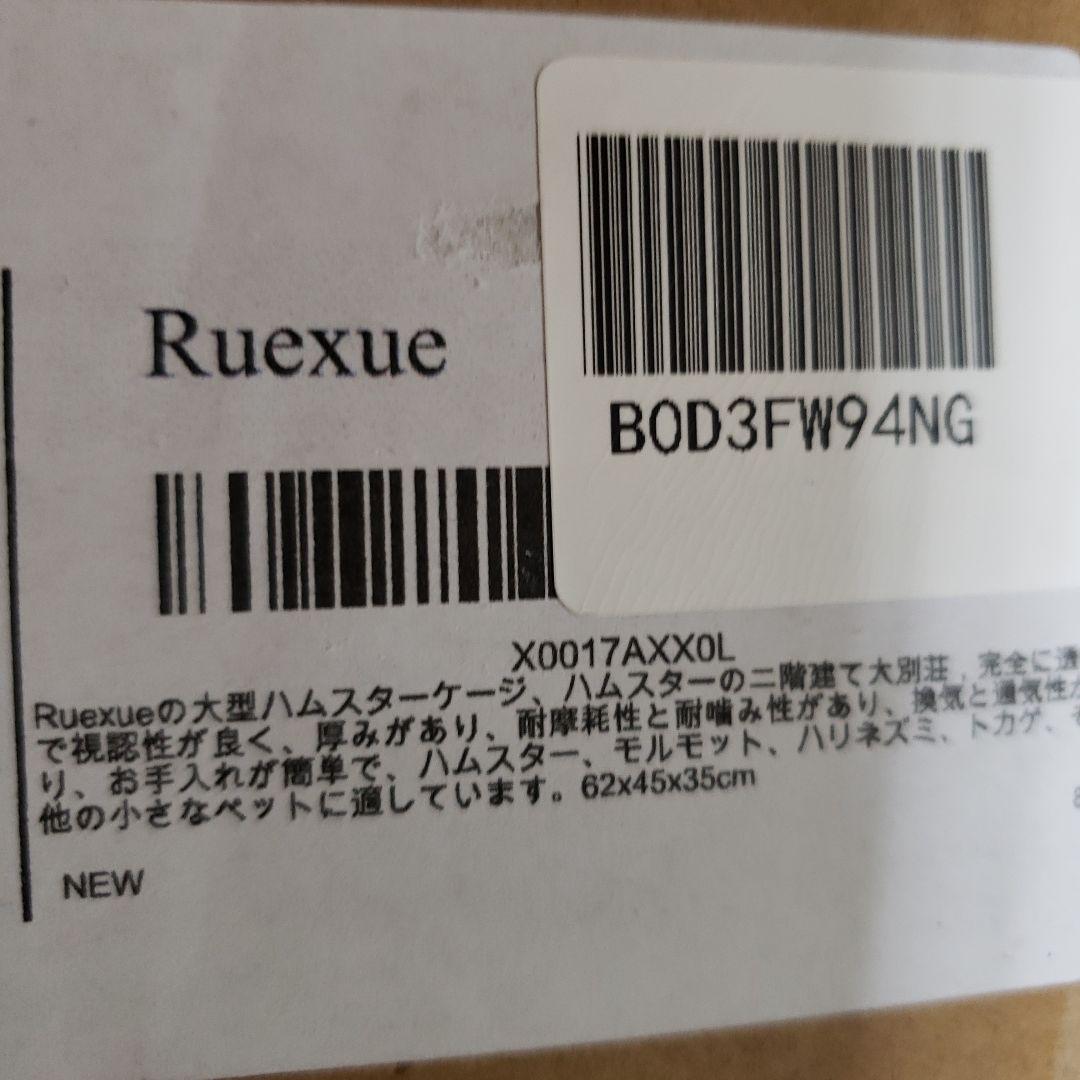 Ruexue
B0D3FW94NG
X0017AXX0L
Ruexueの大型ハムスターケージ、ハムスターの二階建て大別荘，完全に透
で視認性が良く、厚みがあり、耐摩耗性と耐噛み性があり、換気と通気性が
り、お手入れが簡単で、ハムスター、モルモット、ハリネズミ、トカゲ、そ
他の小さなペットに適しています。62x45x35cm
NEW